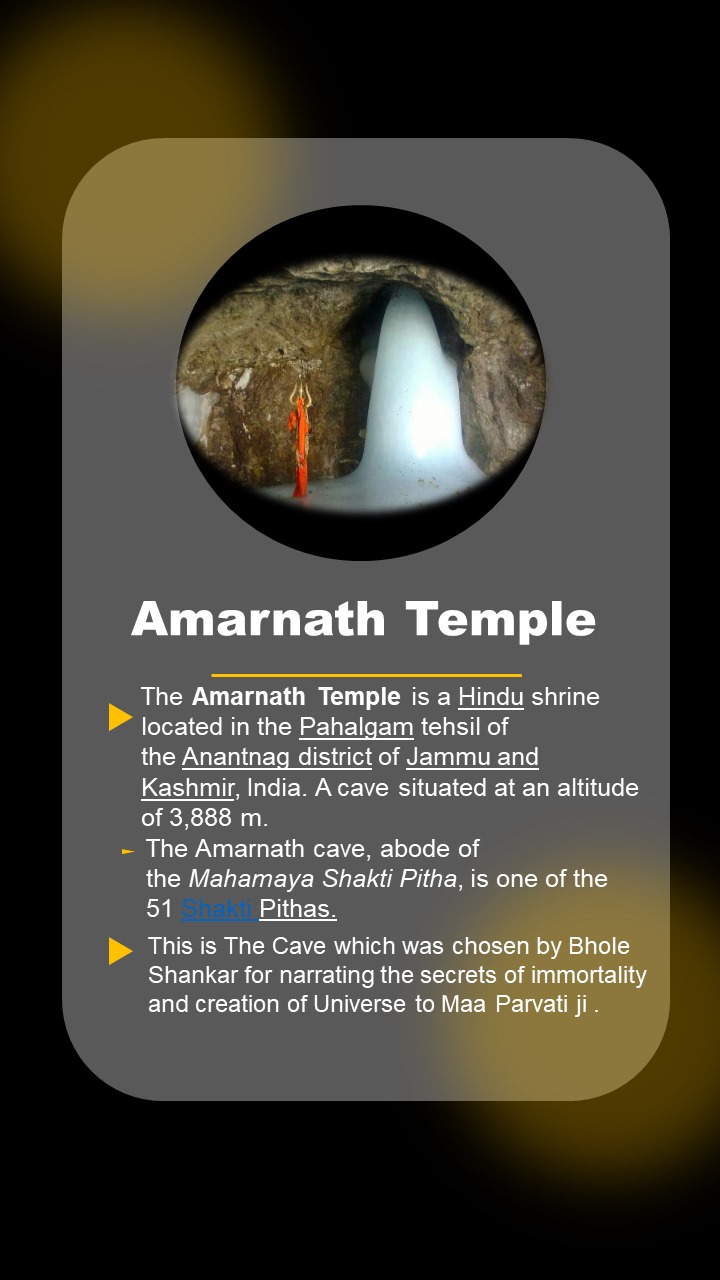 Amarnath Temple
The Amarnath Temple is a Hindu shrine
located in the Pahalgam tehsil of
the Anantnag district of Jammu and
Kashmir, India. A cave situated at an altitude
of 3,888 m.
The Amarnath cave, abode of
the Mahamaya Shakti Pitha, is one of the
51 Shakti Pithas.
This is The Cave which was chosen by Bhole
Shankar for narrating the secrets of immortality
and creation of Universe to Maa Parvati ji .